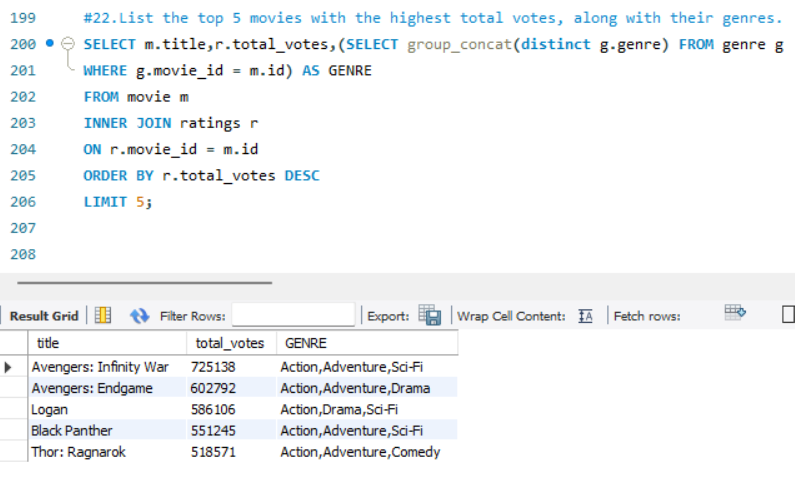 199 #22.List the top 5 movies with the highest total votes, along with their genres.
200 SELECT m.title,r.total_votes,(SELECT group_concat(distinct g.genre) FROM genre g
201 WHERE g.movie_id = m.id) AS GENRE
202 FROM movie m
203 INNER JOIN ratings r
204 ON r.movie_id = m.id
205 ORDER BY r.total_votes DESC
206 LIMIT 5;
207
208
Result Grid Filter Rows: Export: Wrap Cell Content: Fetch rows:
title total_votes GENRE
Avengers: Infinity War 725138 Action,Adventure,Sci-Fi
Avengers: Endgame 602792 Action,Adventure,Drama
Logan 586106 Action,Drama,Sci-Fi
Black Panther 551245 Action,Adventure,Sci-Fi
Thor: Ragnarok 518571 Action,Adventure,Comedy